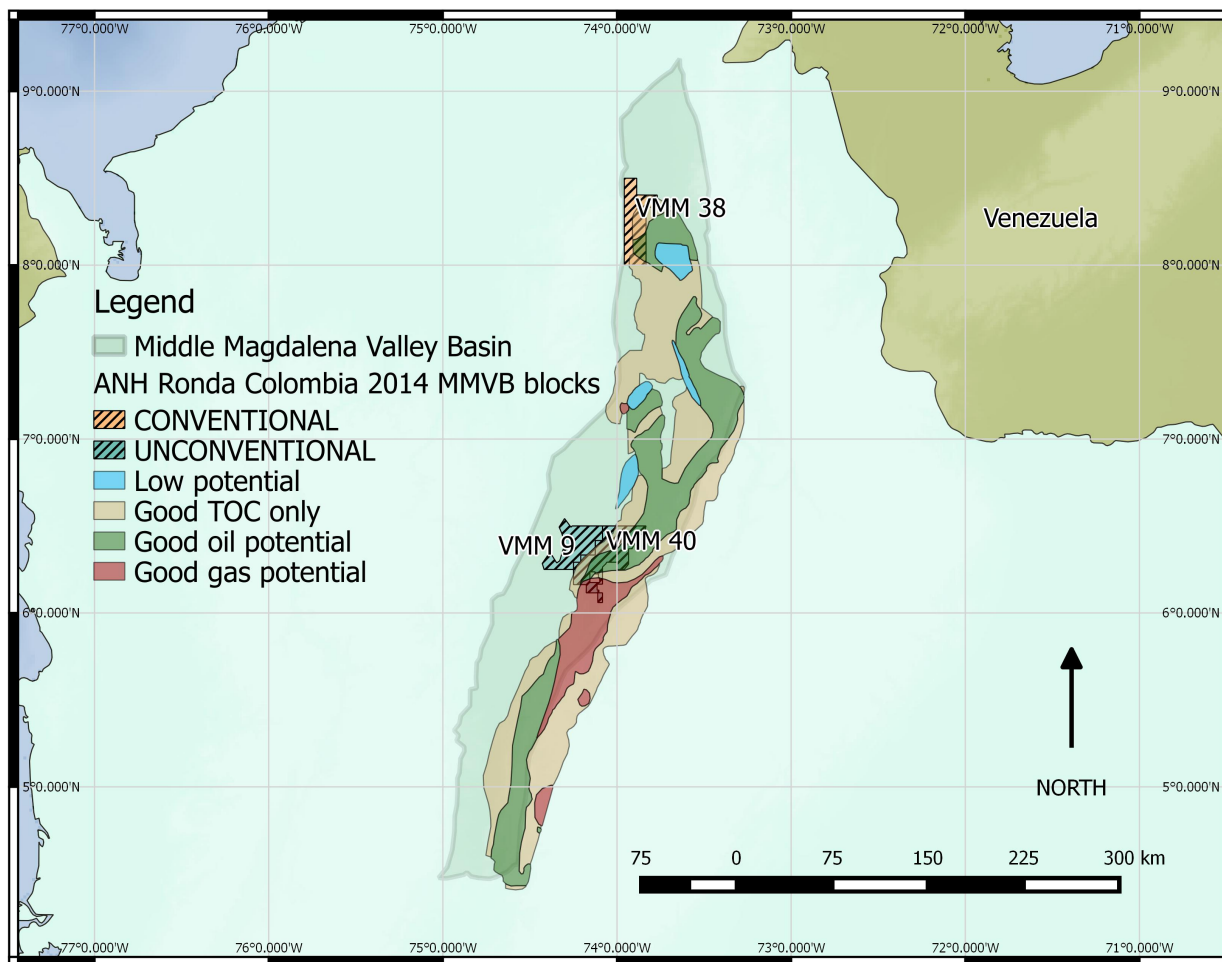 77°0.000'W 76°0.000'W 75°0.000'W 74°0.000'W 73°0.000'W 72°0.000'W 71°0.000'W
9°0.000'N 9°0.000'N
VMM 38
Venezuela
8°0.000'N 8°0.000'N
Legend
Middle Magdalena Valley Basin
ANH Ronda Colombia 2014 MMVB blocks
CONVENTIONAL
7°0.000'N 7°0.000'N
UNCONVENTIONAL
Low potential
Good TOC only
Good oil potential
VMM 9 VMM 40
Good gas potential
6°0.000'N 6°0.000'N
5°0.000'N 5°0.000'N
NORTH
75 0 75 150 225 300 km
77°0.000'W 76°0.000'W 75°0.000'W 74°0.000'W 73°0.000'W 72°0.000'W 71°0.000'W